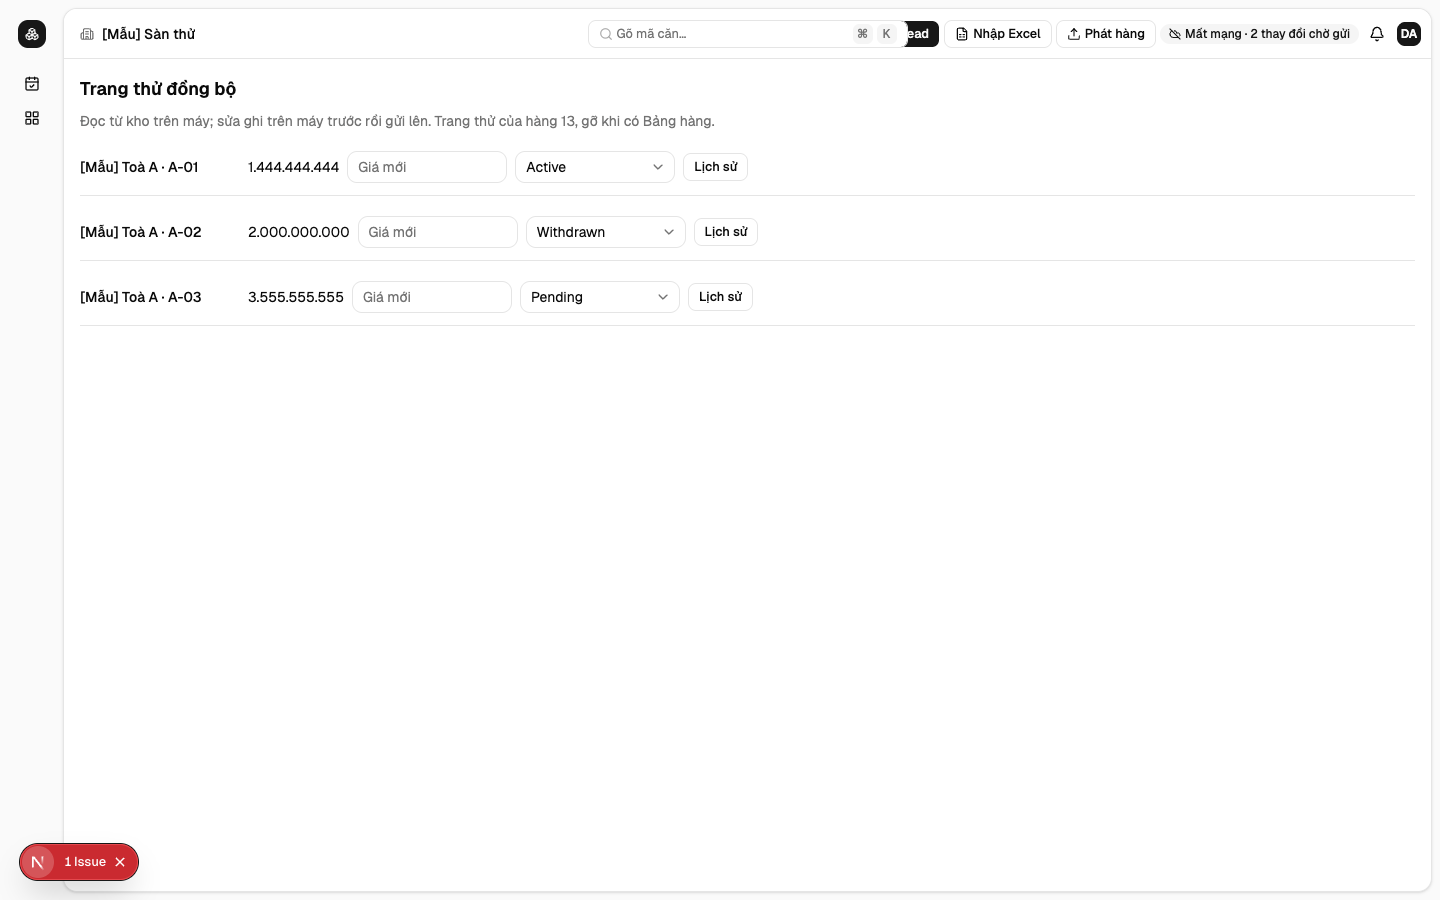 [Mẫu] Sàn thử
Gõ mã căn... ⌘ K
ead
Nhập Excel
Phát hàng
Mất mạng · 2 thay đổi chờ gửi
DA
Trang thử đồng bộ
Đọc từ kho trên máy; sửa ghi trên máy trước rồi gửi lên. Trang thử của hàng 13, gỡ khi có Bảng hàng.
[Mẫu] Toà A · A-01 1.444.444.444 Giá mới Active Lịch sử
[Mẫu] Toà A · A-02 2.000.000.000 Giá mới Withdrawn Lịch sử
[Mẫu] Toà A · A-03 3.555.555.555 Giá mới Pending Lịch sử
N 1 Issue